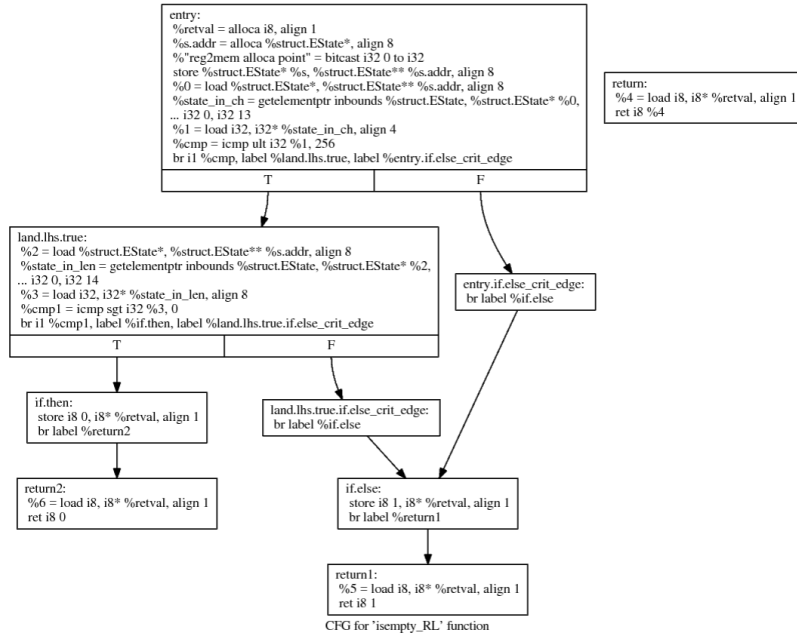 entry:
%retval = alloca i8, align 1
%s.addr = alloca %struct.EState*, align 8
%"reg2mem alloca point" = bitcast i32 0 to i32
store %struct.EState* %s, %struct.EState** %s.addr, align 8
%0 = load %struct.EState*, %struct.EState** %s.addr, align 8
%state_in_ch = getelementptr inbounds %struct.EState, %struct.EState* %0,
... i32 0, i32 13
%1 = load i32, i32* %state_in_ch, align 4
%cmp = icmp ult i32 %1, 256
br i1 %cmp, label %land.lhs.true, label %entry.if.else_crit_edge
T
F
return:
%4 = load i8, i8* %retval, align 1
ret i8 %4
land.lhs.true:
%2 = load %struct.EState*, %struct.EState** %s.addr, align 8
%state_in_len = getelementptr inbounds %struct.EState, %struct.EState* %2,
... i32 0, i32 14
%3 = load i32, i32* %state_in_len, align 8
%cmp1 = icmp sgt i32 %3, 0
br i1 %cmp1, label %if.then, label %land.lhs.true.if.else_crit_edge
T
F
entry.if.else_crit_edge:
br label %if.else
if.then:
store i8 0, i8* %retval, align 1
br label %return2
land.lhs.true.if.else_crit_edge:
br label %if.else
return2:
%6 = load i8, i8* %retval, align 1
ret i8 0
if.else:
store i8 1, i8* %retval, align 1
br label %return1
return1:
%5 = load i8, i8* %retval, align 1
ret i8 1
CFG for 'isempty_RL' function